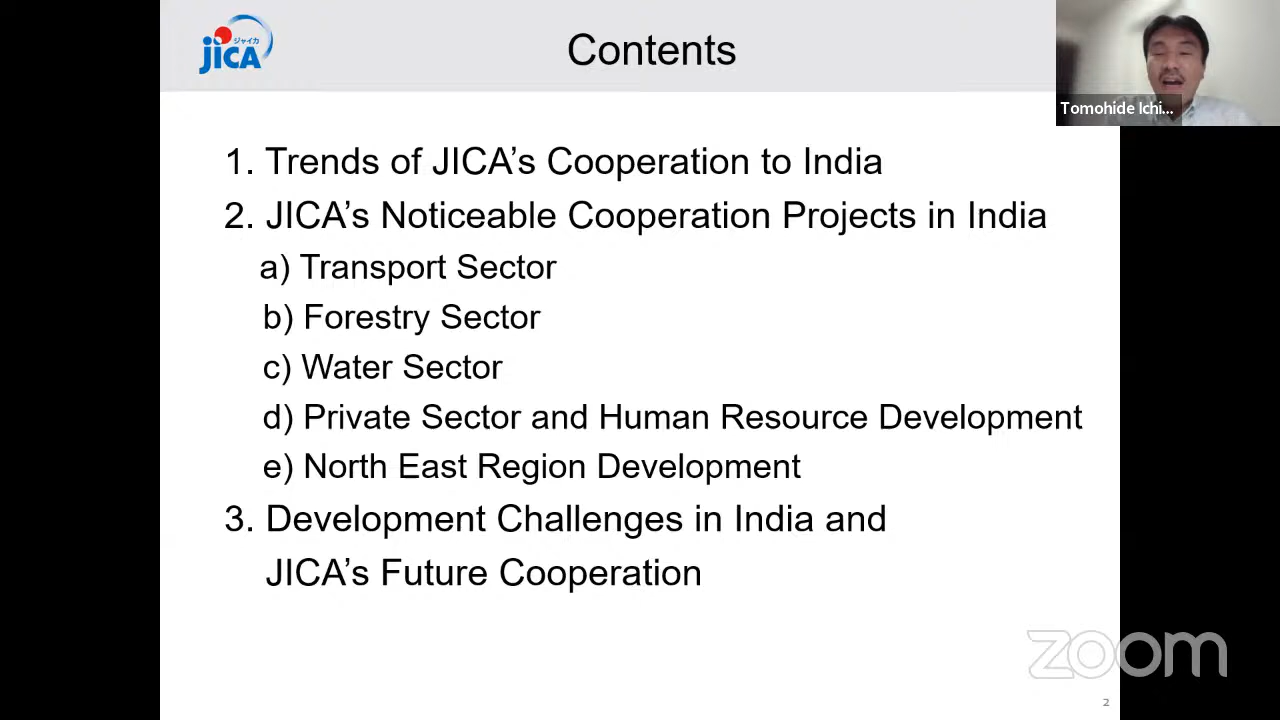 ジャイカ
JICA
Contents
Tomohide Ichi...
1. Trends of JICA’s Cooperation to India
2. JICA’s Noticeable Cooperation Projects in India
a) Transport Sector
b) Forestry Sector
c) Water Sector
d) Private Sector and Human Resource Development
e) North East Region Development
3. Development Challenges in India and
JICA’s Future Cooperation
zoom
2